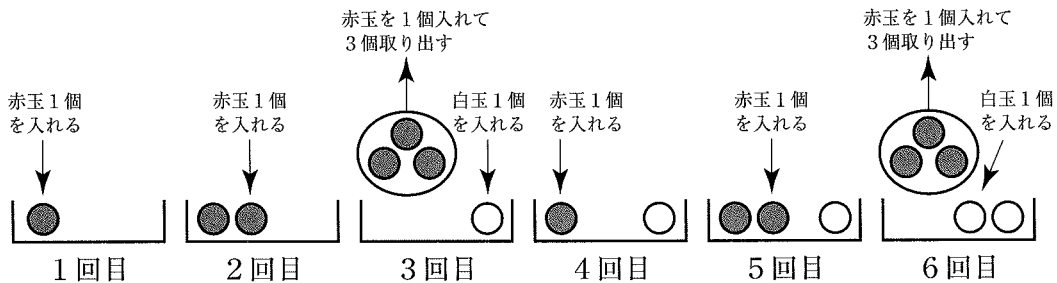 赤玉1個
を入れる
赤玉1個
を入れる
赤玉を1個入れて
3個取り出す
白玉1個
を入れる
赤玉1個
を入れる
赤玉1個
を入れる
赤玉を1個入れて
3個取り出す
白玉1個
を入れる
1回目
2回目
3回目
4回目
5回目
6回目